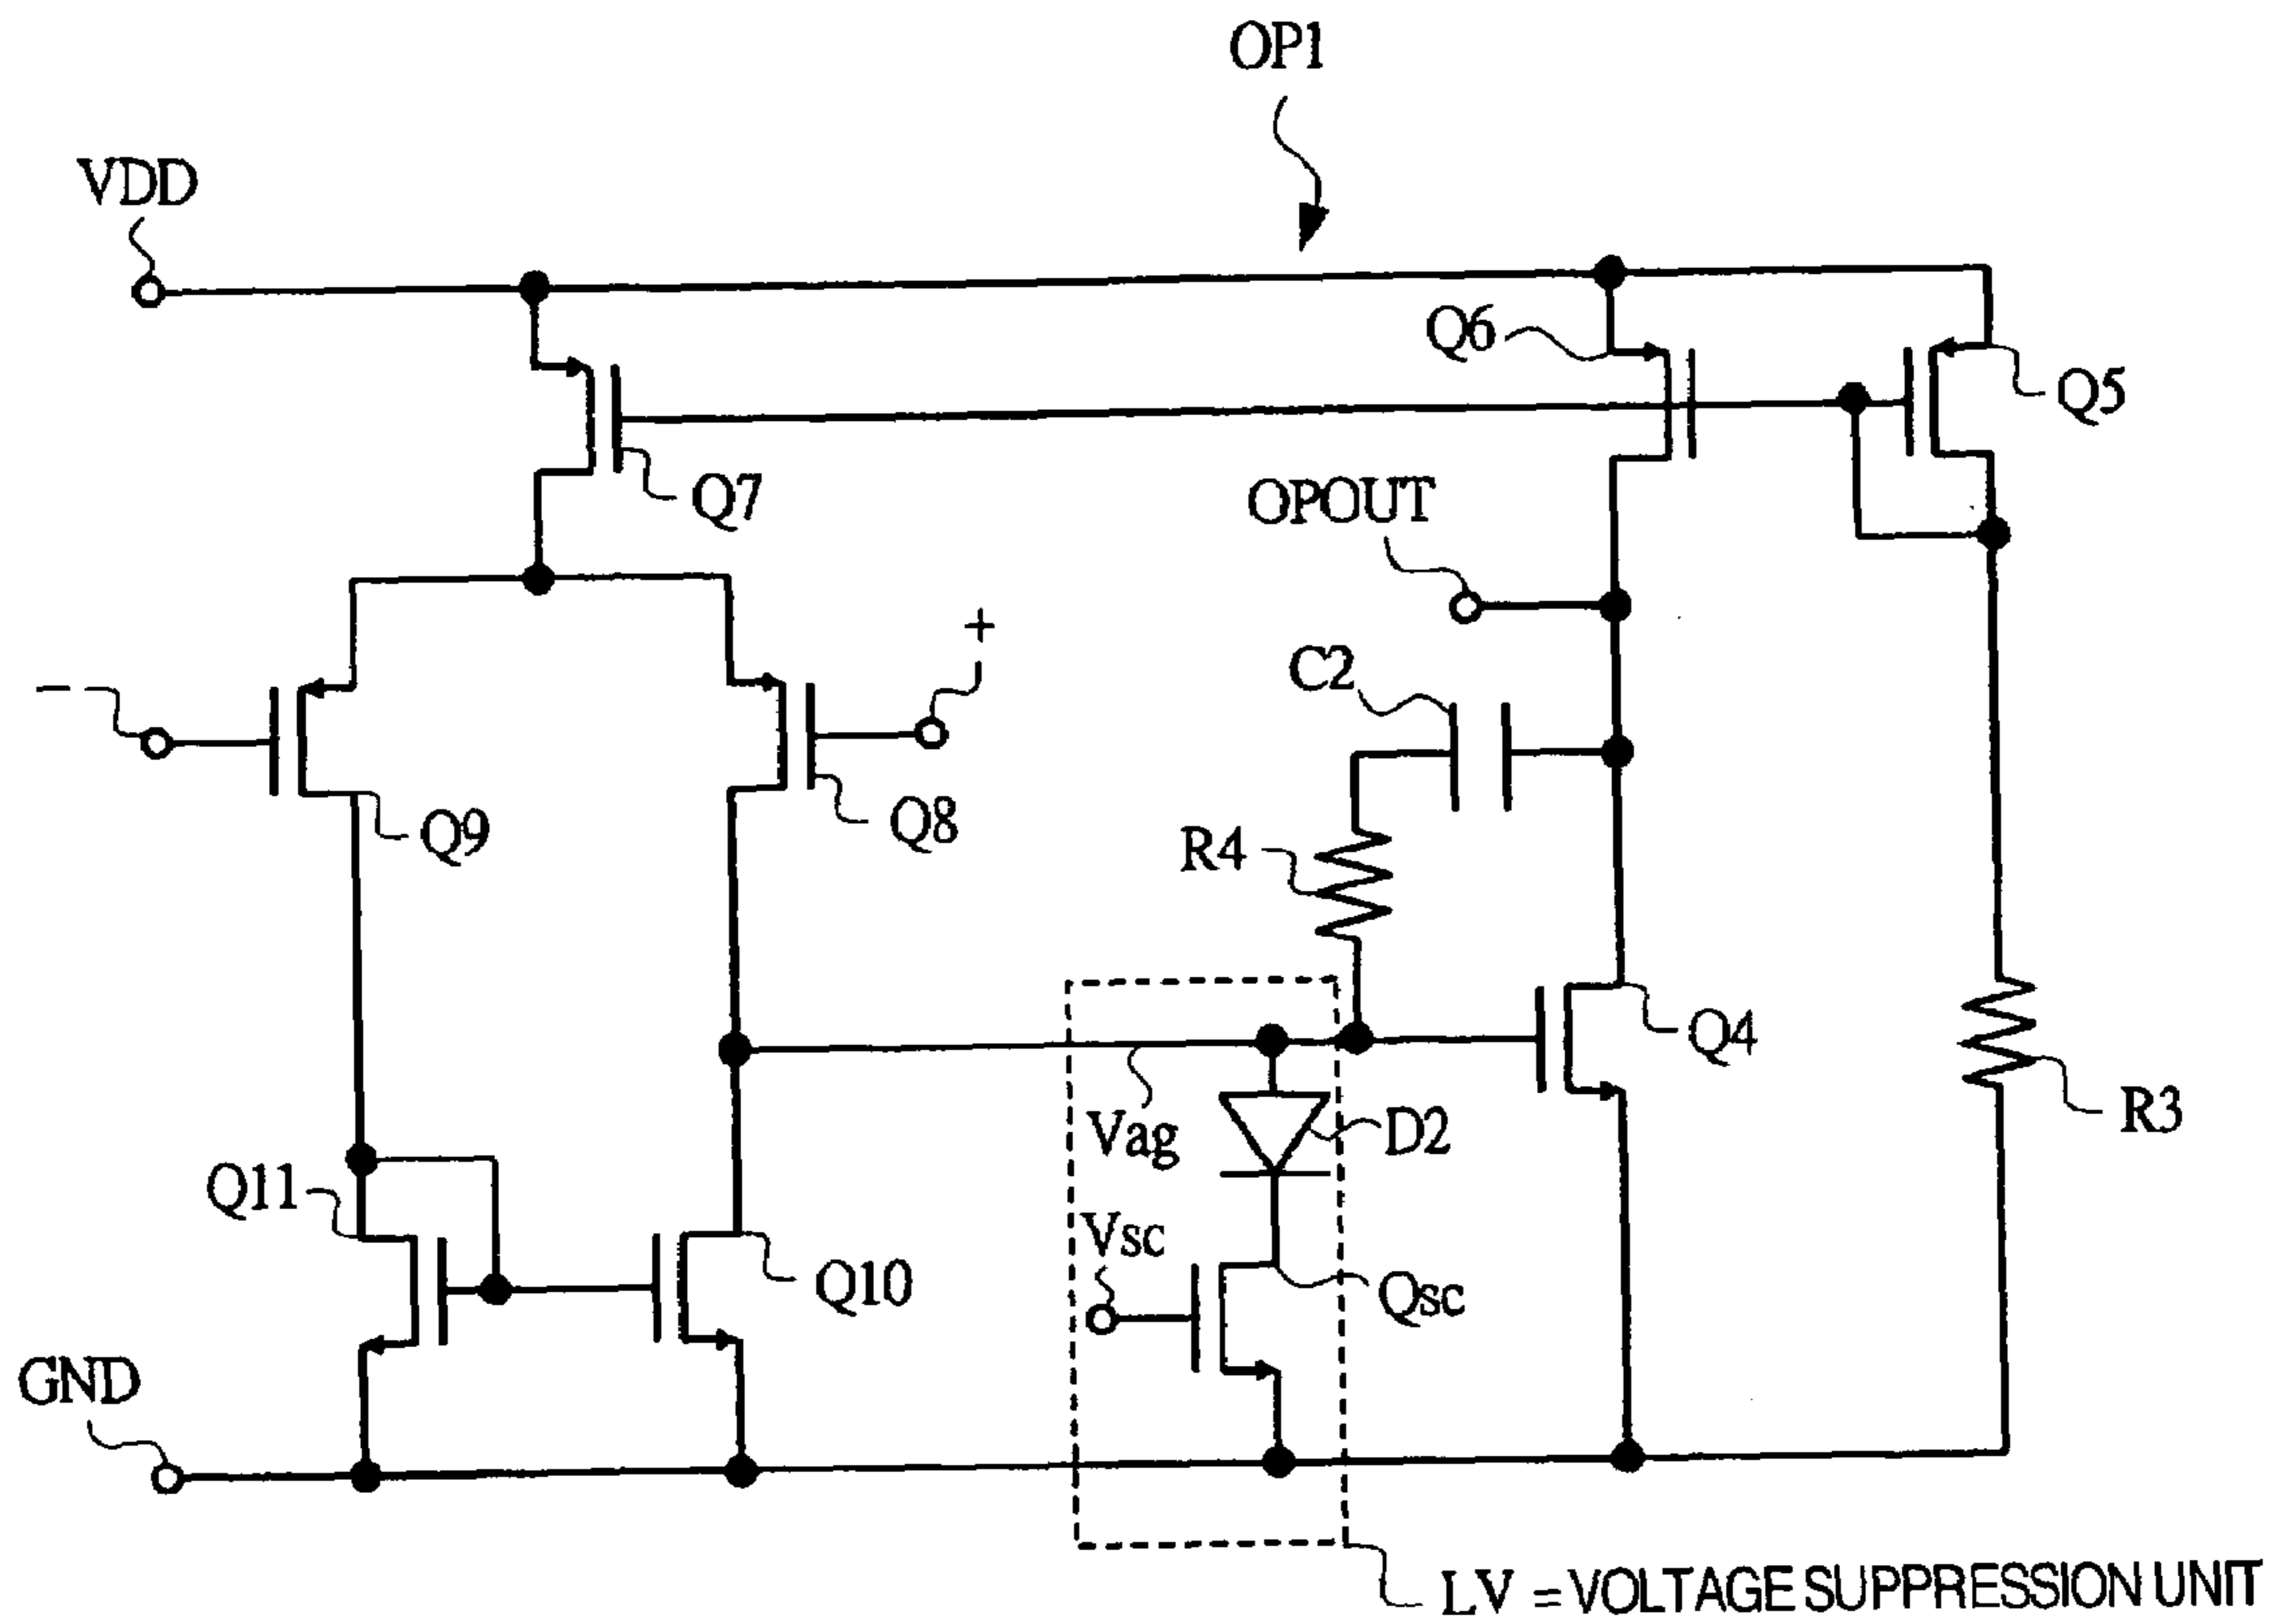 OP1
VDD
Q6
Q5
Q7
OPOUT
+
−
C2
Q9
Q8
R4
Q4
Vag
D2
R3
Q11
Vsc
Q10
Qsc
GND
LV = VOLTAGE SUPPRESSION UNIT